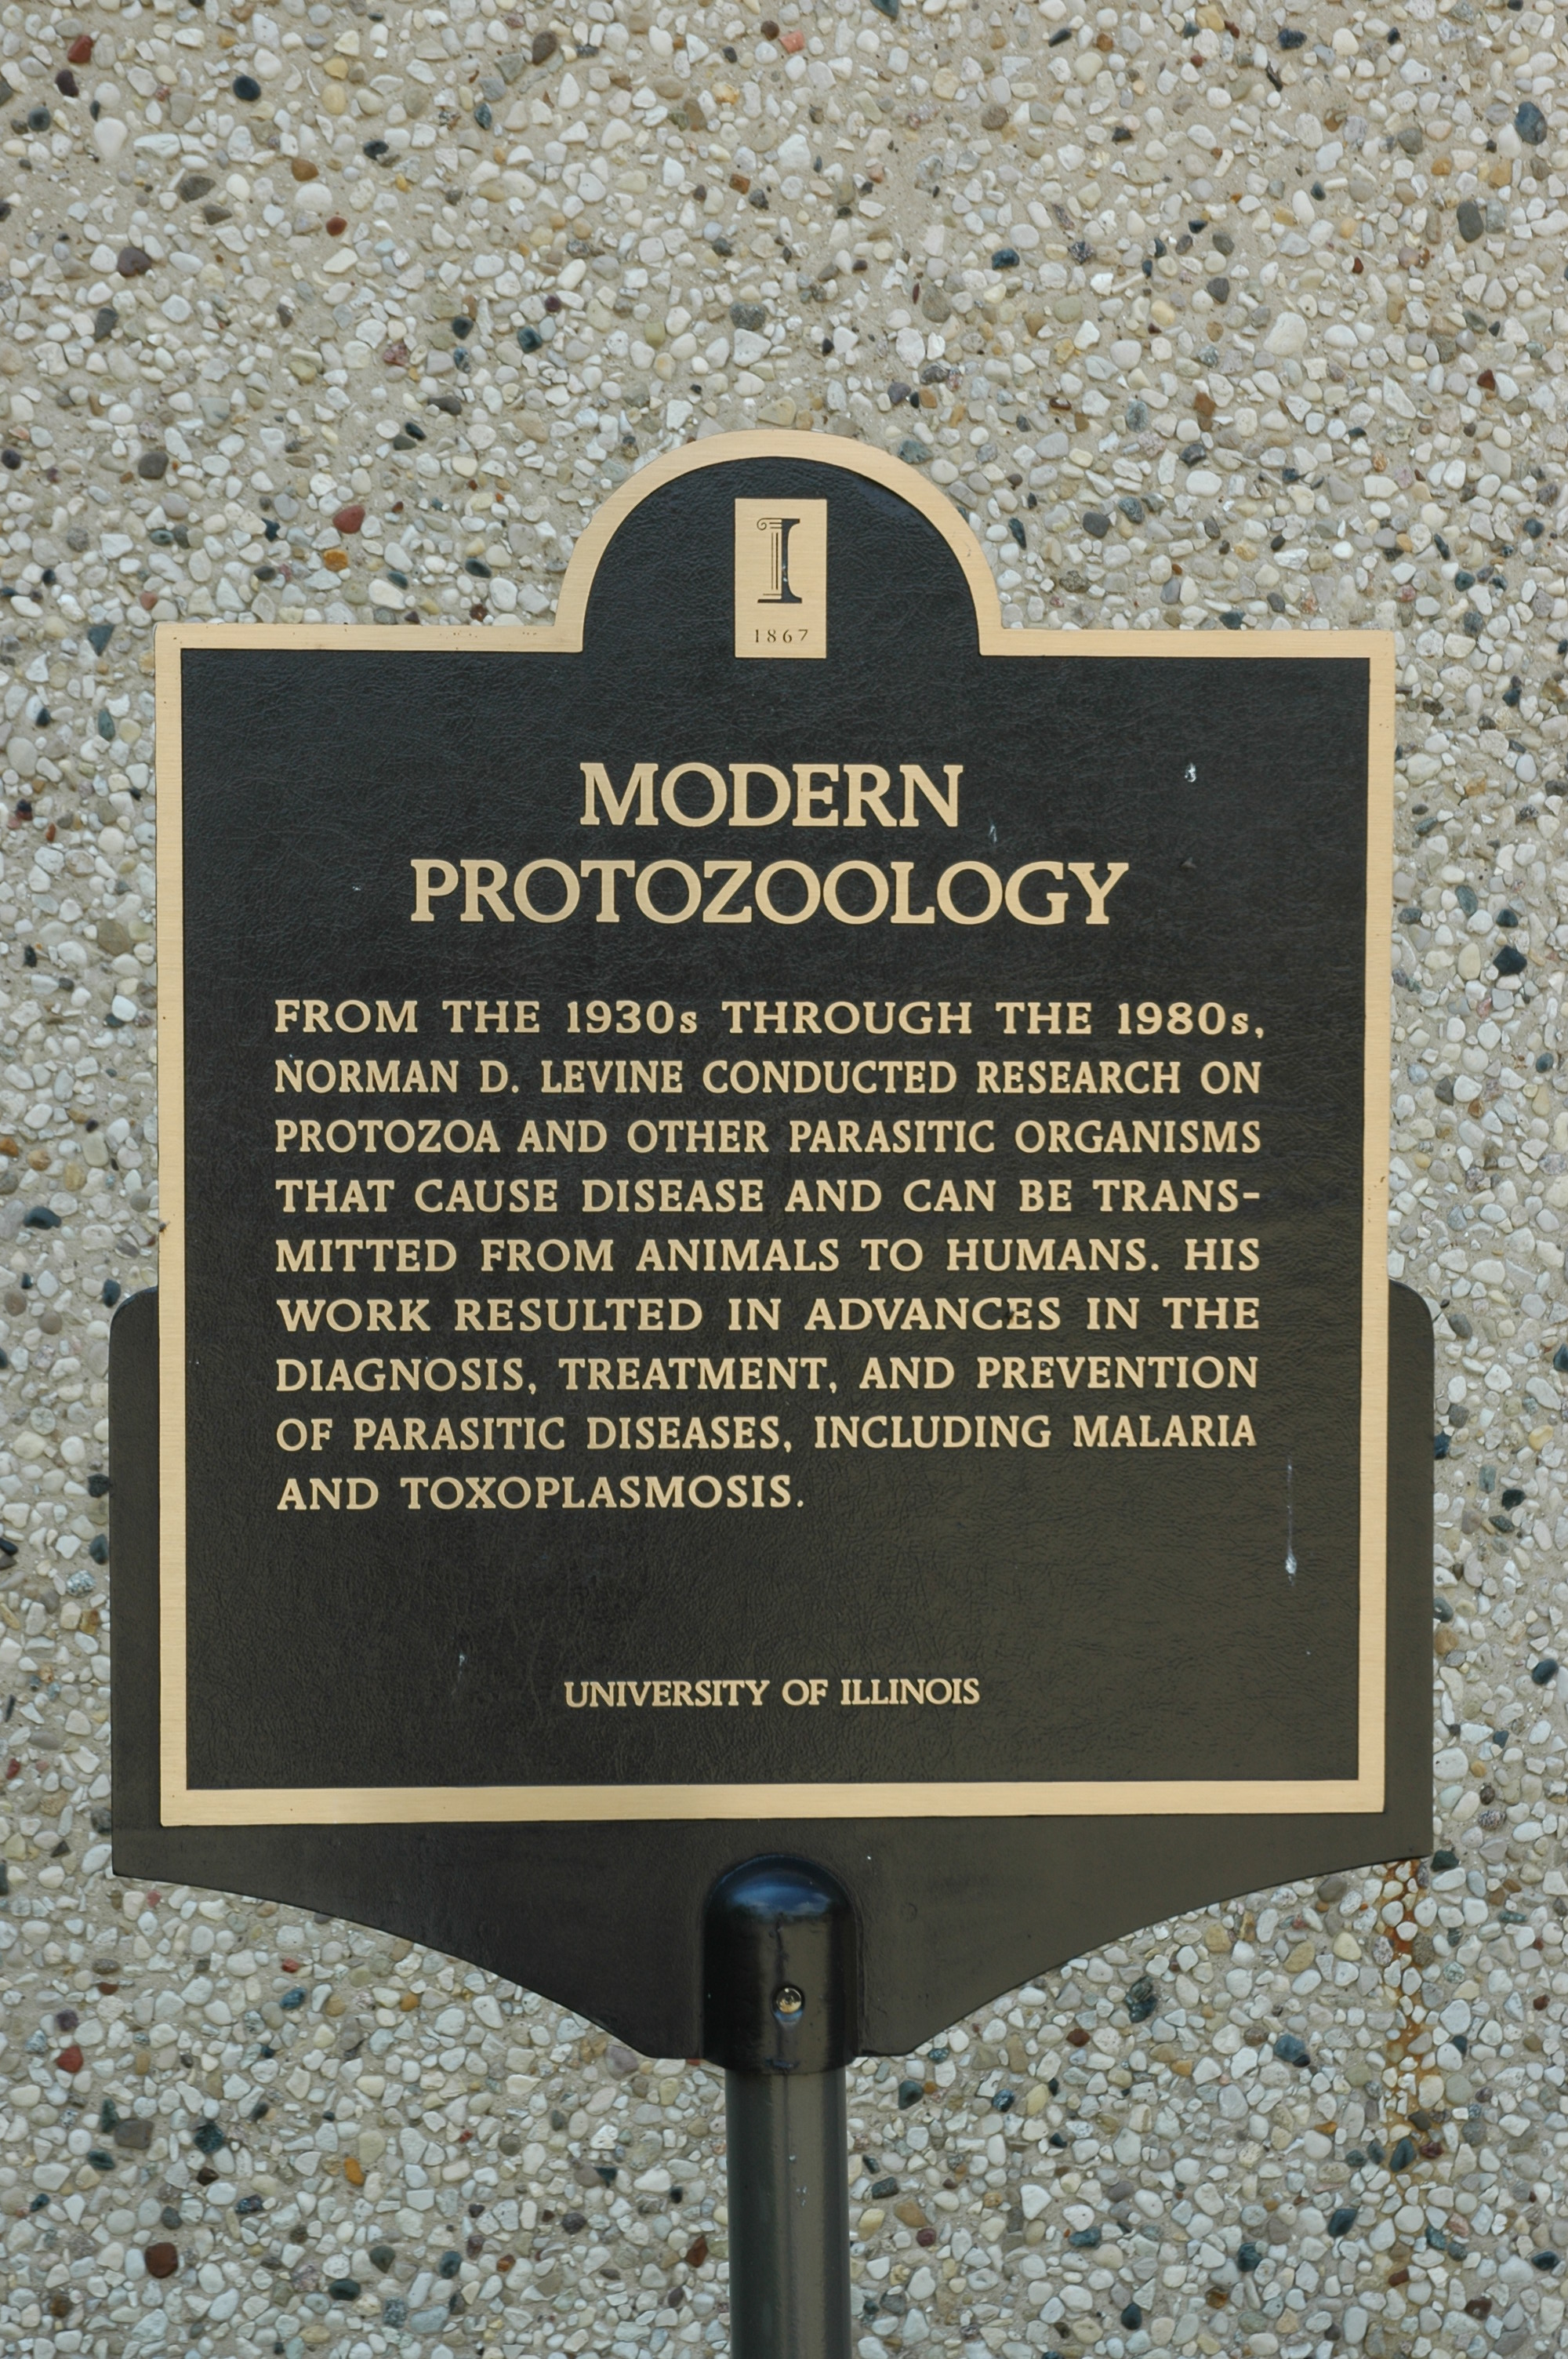 I
1867
MODERN
PROTOZOOLOGY
FROM THE 1930s THROUGH THE 1980s,
NORMAN D. LEVINE CONDUCTED RESEARCH ON
PROTOZOA AND OTHER PARASITIC ORGANISMS
THAT CAUSE DISEASE AND CAN BE TRANS-
MITTED FROM ANIMALS TO HUMANS. HIS
WORK RESULTED IN ADVANCES IN THE
DIAGNOSIS, TREATMENT, AND PREVENTION
OF PARASITIC DISEASES, INCLUDING MALARIA
AND TOXOPLASMOSIS.
UNIVERSITY OF ILLINOIS